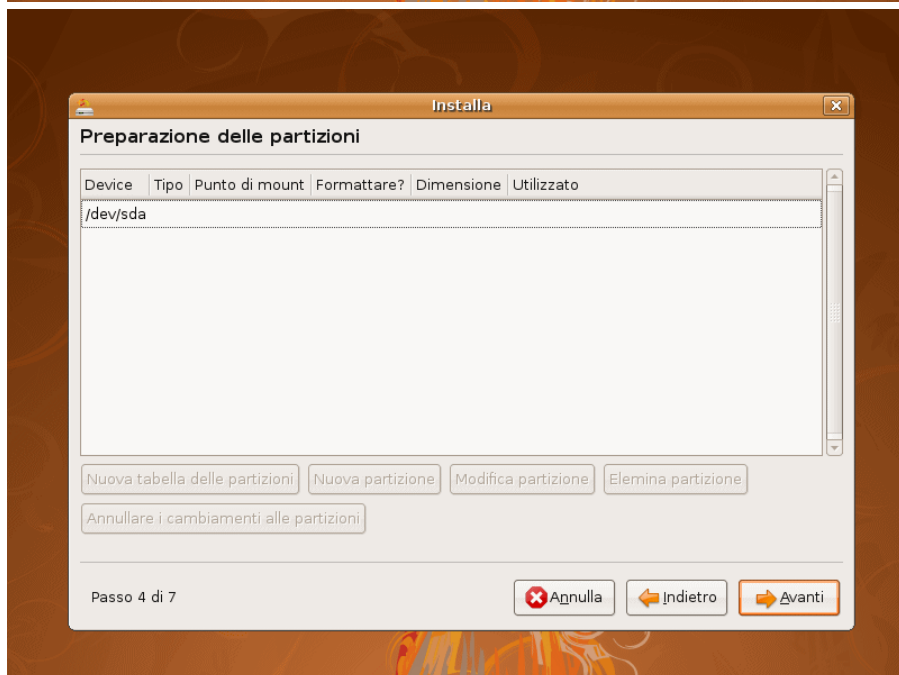 Installa
Preparazione delle partizioni
Device Tipo Punto di mount Formattare? Dimensione Utilizzato
/dev/sda
Nuova tabella delle partizioni Nuova partizione Modifica partizione Elemina partizione
Annullare i cambiamenti alle partizioni
Passo 4 di 7 Annulla Indietro Avanti